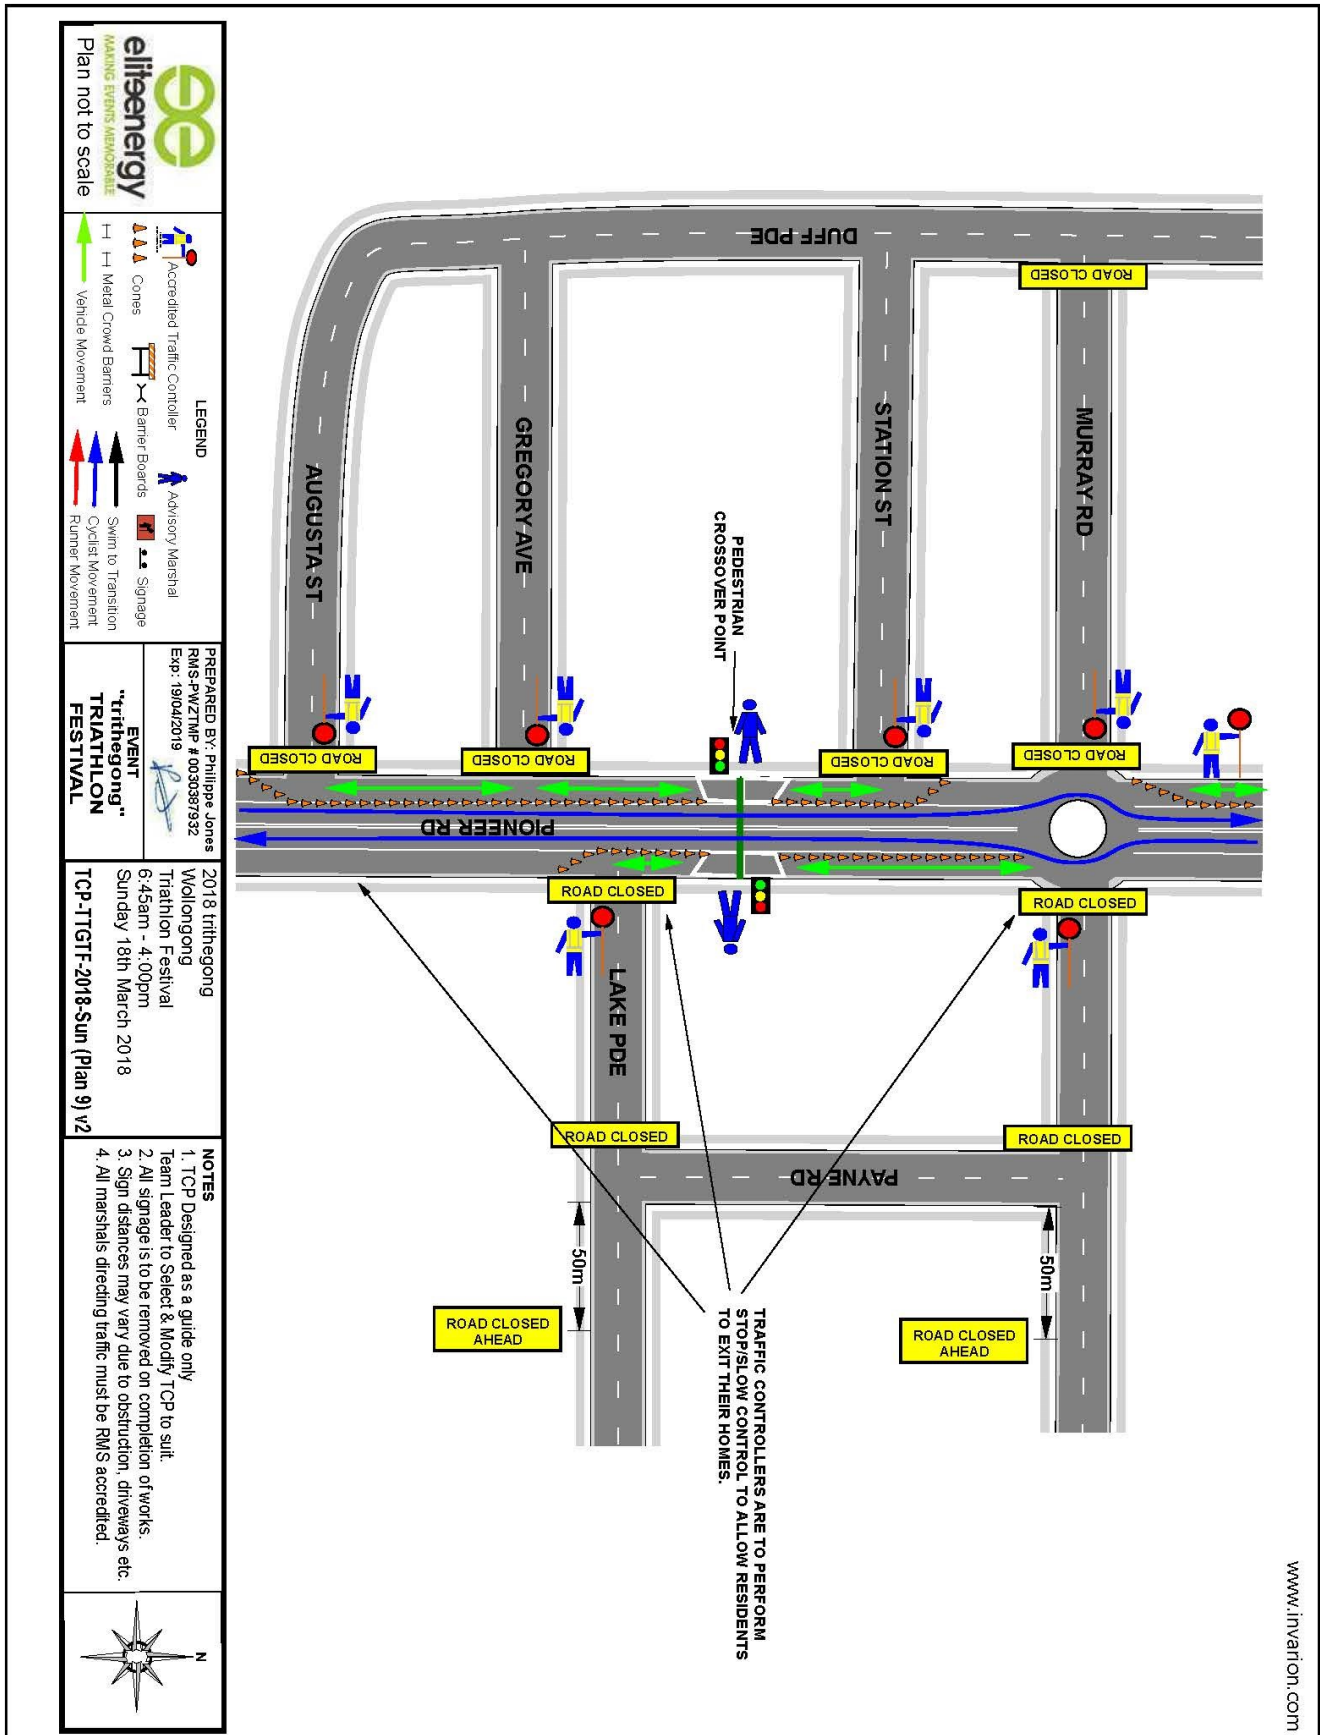 www.invarion.com
DUFF PDE
ROAD CLOSED
MURRAY RD
STATION ST
GREGORY AVE
AUGUSTA ST
PEDESTRIAN
CROSSOVER POINT
ROAD CLOSED
ROAD CLOSED
ROAD CLOSED
ROAD CLOSED
PIONEER RD
ROAD CLOSED
ROAD CLOSED
LAKE PDE
ROAD CLOSED
ROAD CLOSED
PAYNE RD
50m
50m
ROAD CLOSED
AHEAD
ROAD CLOSED
AHEAD
TRAFFIC CONTROLLERS ARE TO PERFORM
STOP/SLOW CONTROL TO ALLOW RESIDENTS
TO EXIT THEIR HOMES.
eliteenergy
MAKING EVENTS MEMORABLE
Plan not to scale
LEGEND
Accredited Traffic Contoller
Advisory Marshal
Cones
Barrier Boards
Signage
Metal Crowd Barriers
Swim to Transition
Vehicle Movement
Cyclist Movement
Runner Movement
PREPARED BY: Philippe Jones
RMS-PWZTMP # 0030387932
Exp: 19/04/2019
EVENT
"trithegong"
TRIATHLON
FESTIVAL
2018 trithegong
Wollongong
Triathlon Festival
6:45am - 4:00pm
Sunday 18th March 2018
TCP-TTGTF-2018-Sun (Plan 9) v2
NOTES
1. TCP Designed as a guide only
Team Leader to Select & Modify TCP to suit.
2. All signage is to be removed on completion of works.
3. Sign distances may vary due to obstruction, driveways etc.
4. All marshals directing traffic must be RMS accredited.
N